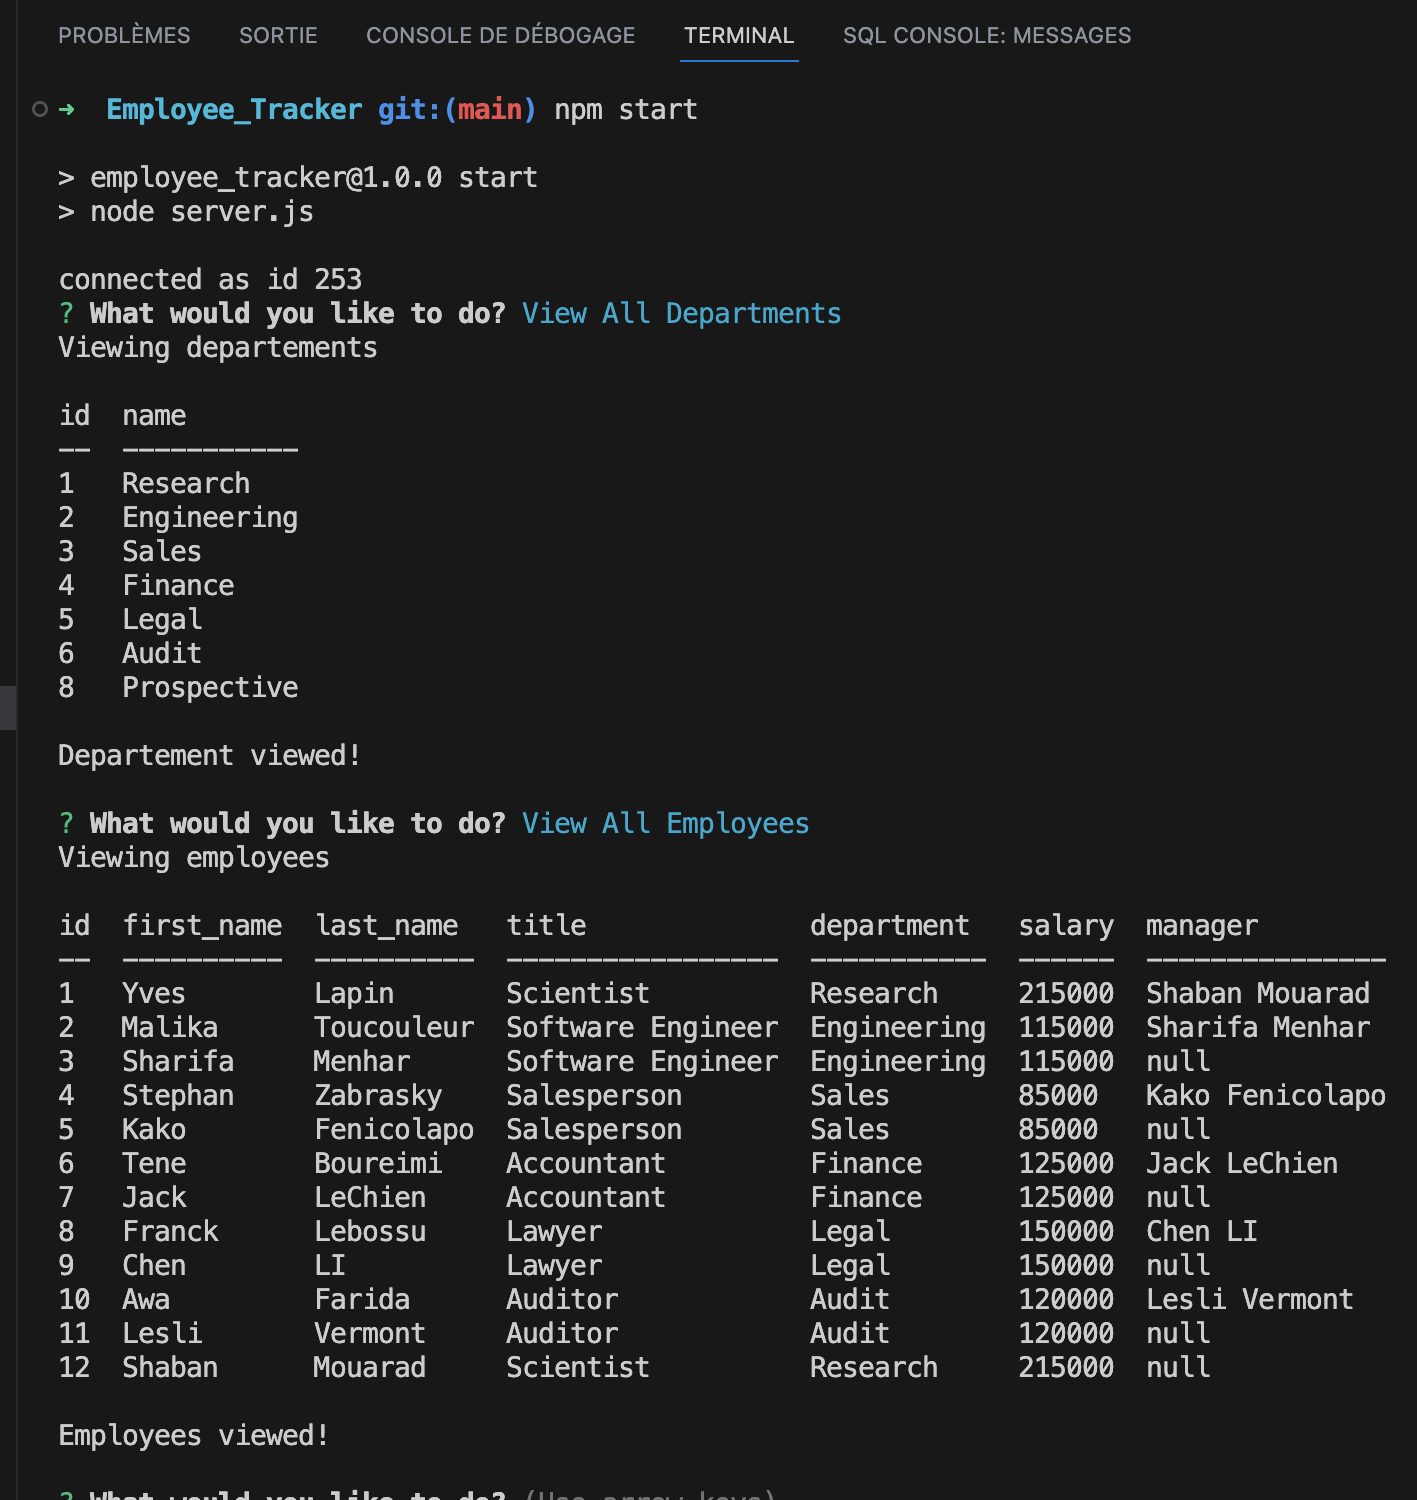 PROBLÈMES SORTIE CONSOLE DE DÉBOGAGE TERMINAL SQL CONSOLE: MESSAGES
➜ Employee_Tracker git:(main) npm start
> employee_tracker@1.0.0 start
> node server.js
connected as id 253
? What would you like to do? View All Departments
Viewing departements
id name
-- -----------
1 Research
2 Engineering
3 Sales
4 Finance
5 Legal
6 Audit
8 Prospective
Departement viewed!
? What would you like to do? View All Employees
Viewing employees
id first_name last_name title department salary manager
-- ---------- ---------- ----------------- ----------- ------ ---------------
1 Yves Lapin Scientist Research 215000 Shaban Mouarad
2 Malika Toucouleur Software Engineer Engineering 115000 Sharifa Menhar
3 Sharifa Menhar Software Engineer Engineering 115000 null
4 Stephan Zabrasky Salesperson Sales 85000 Kako Fenicolapo
5 Kako Fenicolapo Salesperson Sales 85000 null
6 Tene Boureimi Accountant Finance 125000 Jack LeChien
7 Jack LeChien Accountant Finance 125000 null
8 Franck Lebossu Lawyer Legal 150000 Chen LI
9 Chen LI Lawyer Legal 150000 null
10 Awa Farida Auditor Audit 120000 Lesli Vermont
11 Lesli Vermont Auditor Audit 120000 null
12 Shaban Mouarad Scientist Research 215000 null
Employees viewed!
? What would you like to do? (Use arrow keys)